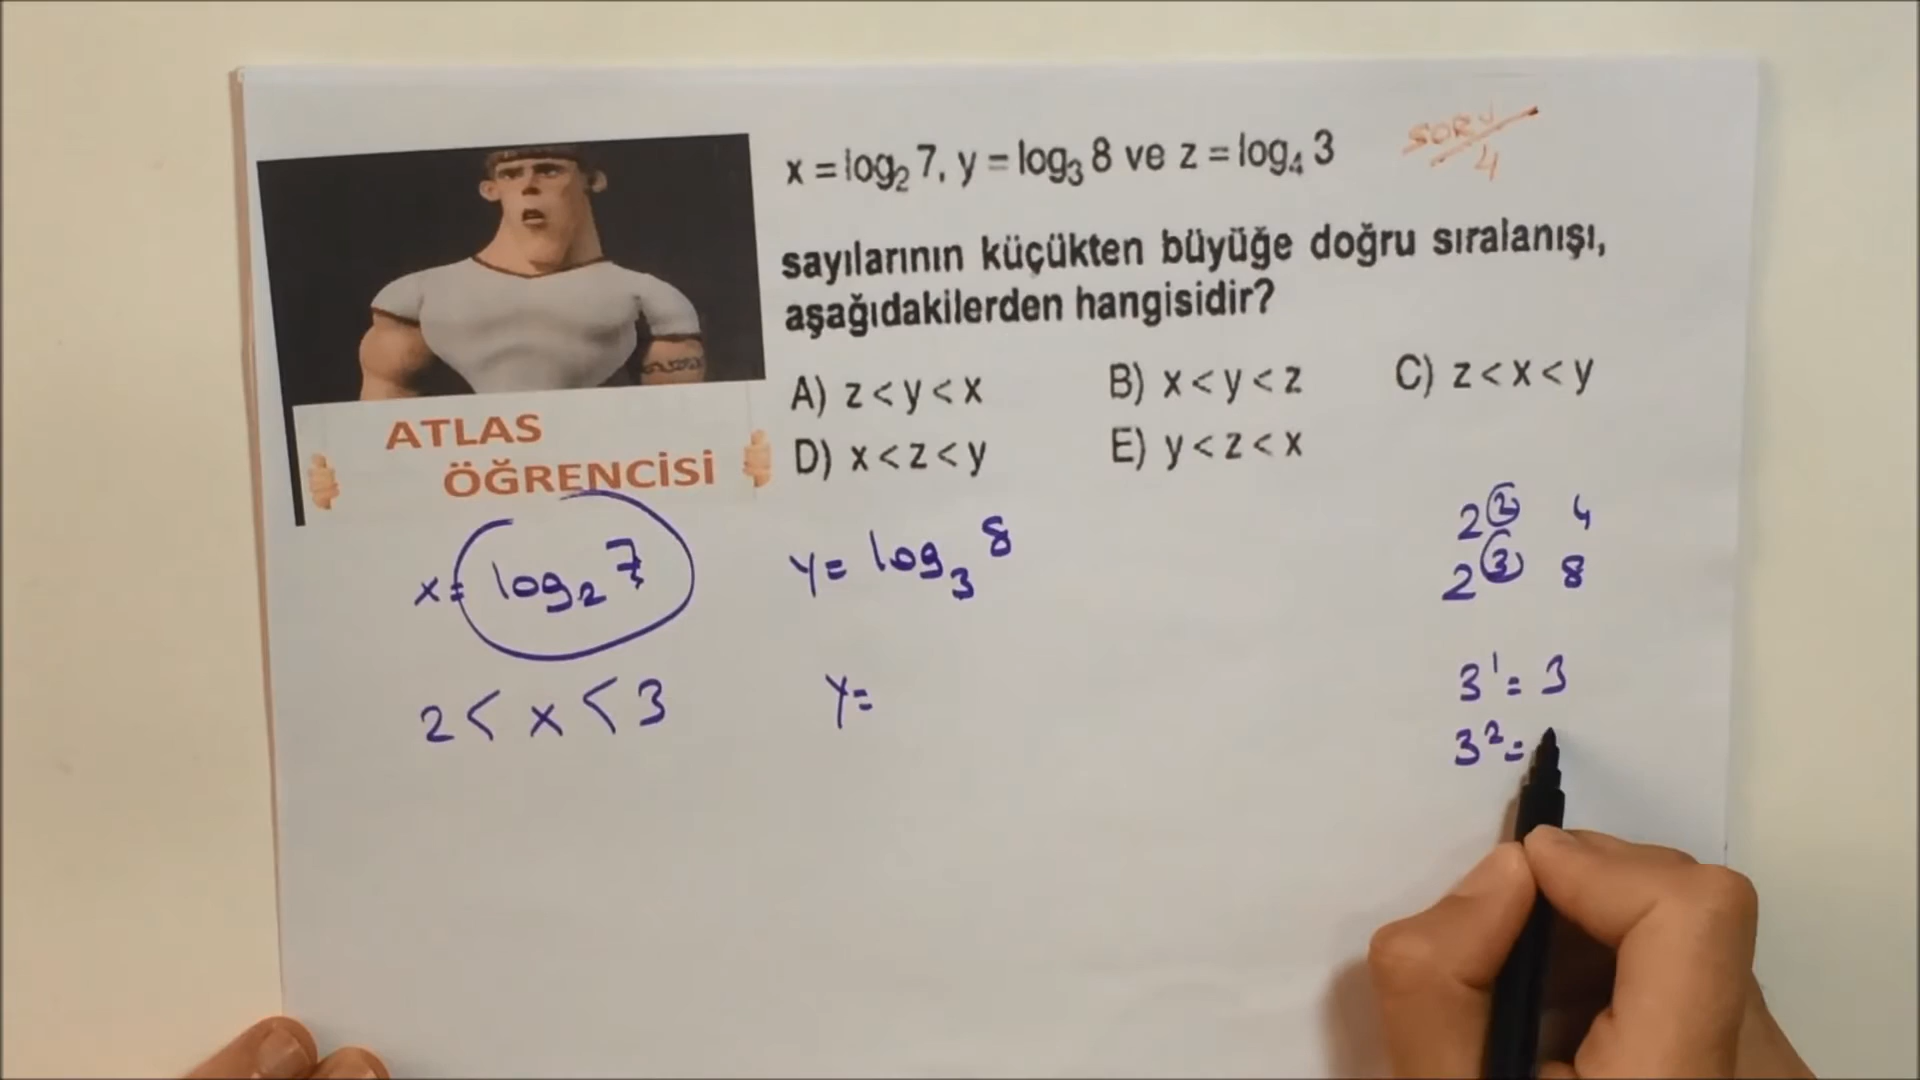 x = log₂ 7, y = log₃ 8 ve z = log₄ 3
SORU
4
sayılarının küçükten büyüğe doğru sıralanışı,
aşağıdakilerden hangisidir?
A) z < y < x B) x < y < z C) z < x < y
D) x < z < y E) y < z < x
ATLAS
ÖĞRENCİSİ
x = log₂ 7
y = log₃ 8
2 < x < 3
y =
2² 4
2³ 8
3¹ = 3
3² =